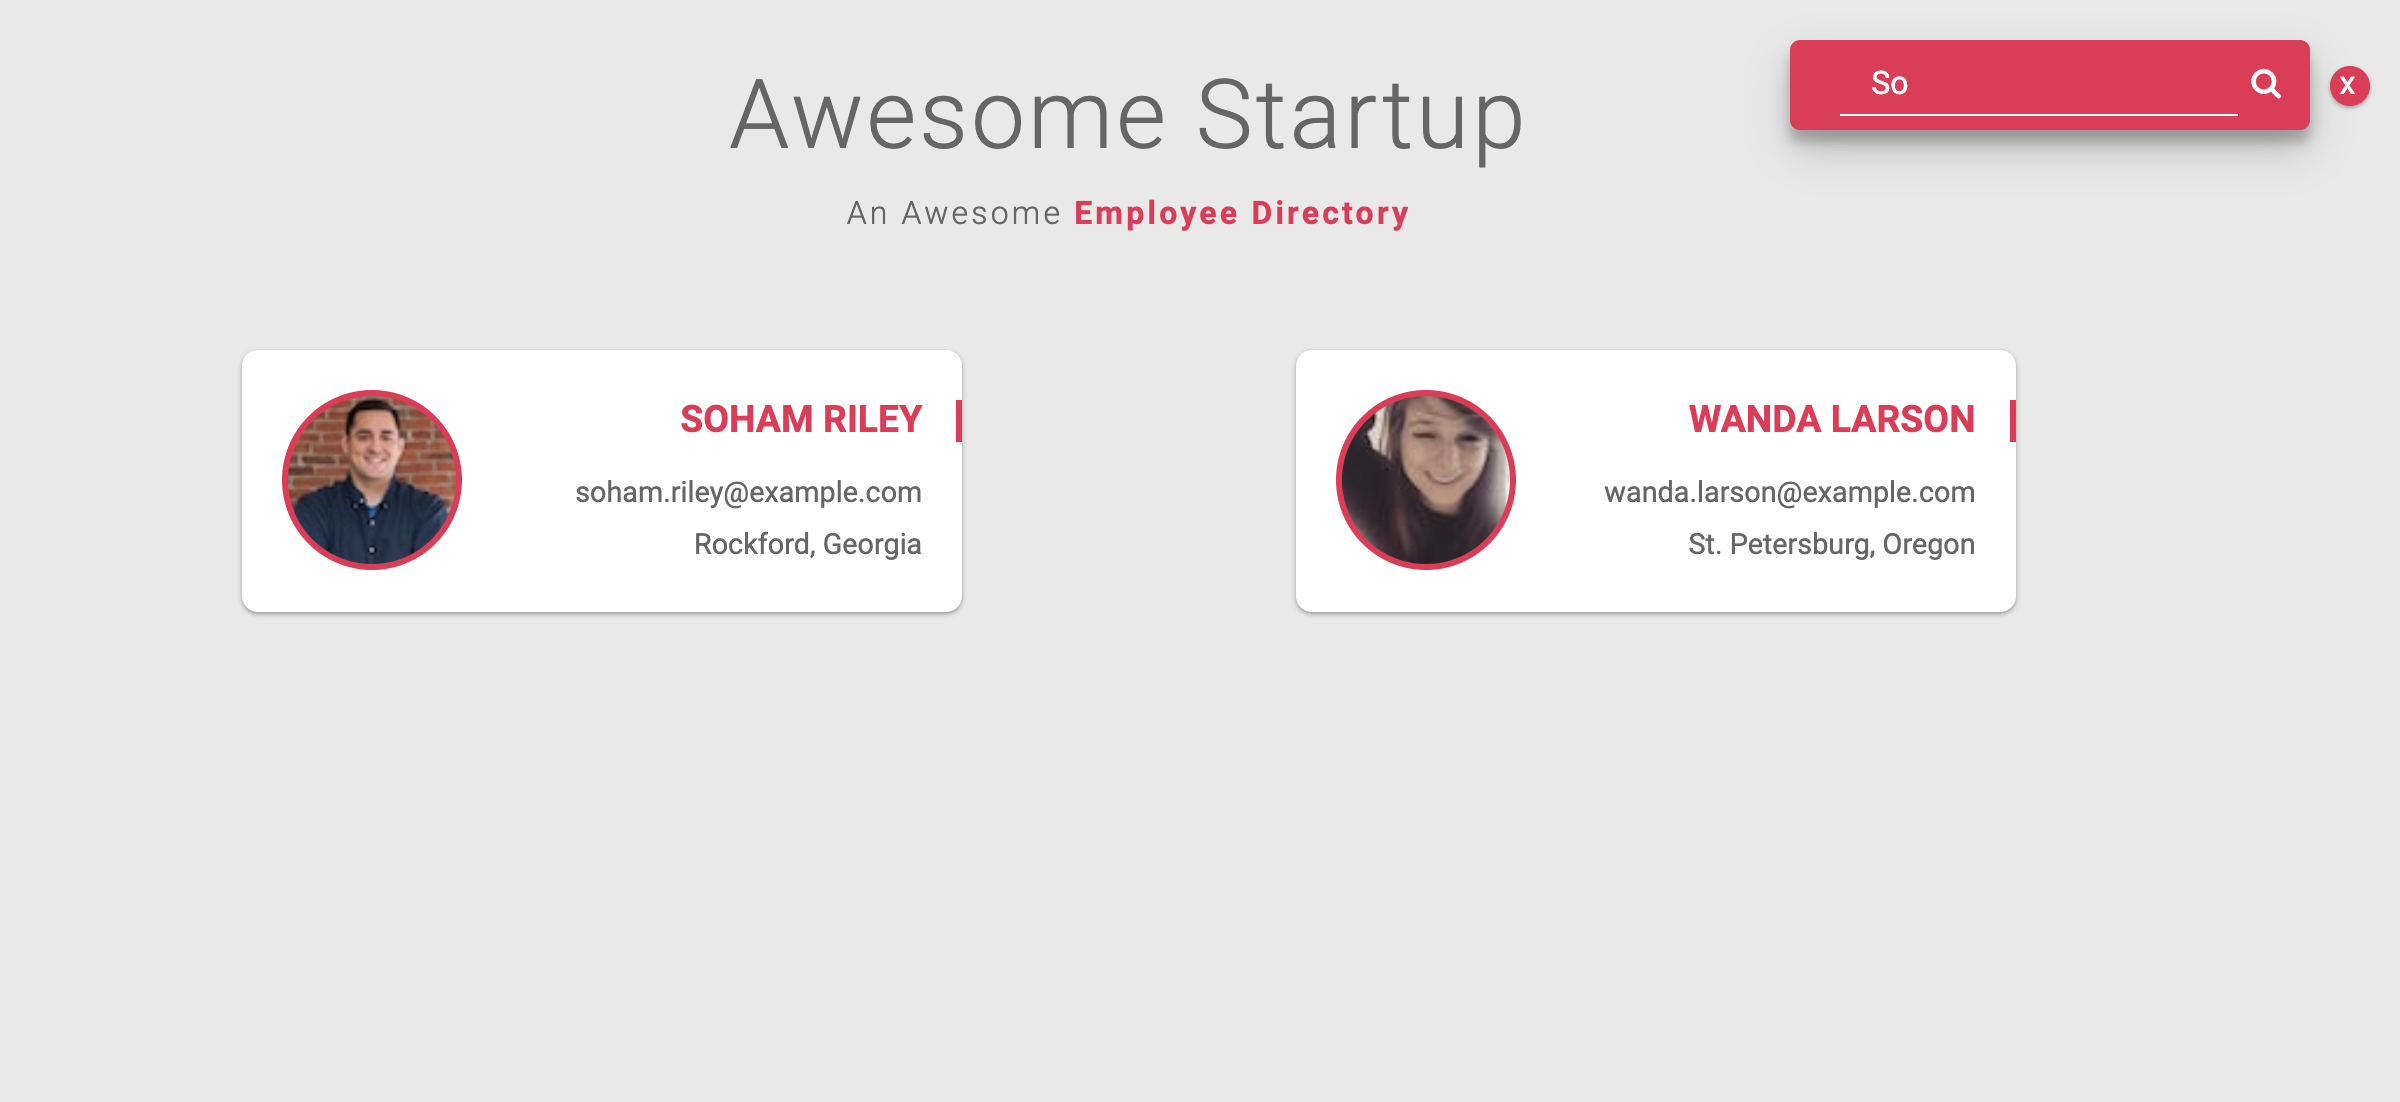 So
X
Awesome Startup
An Awesome Employee Directory
SOHAM RILEY
soham.riley@example.com
Rockford, Georgia
WANDA LARSON
wanda.larson@example.com
St. Petersburg, Oregon